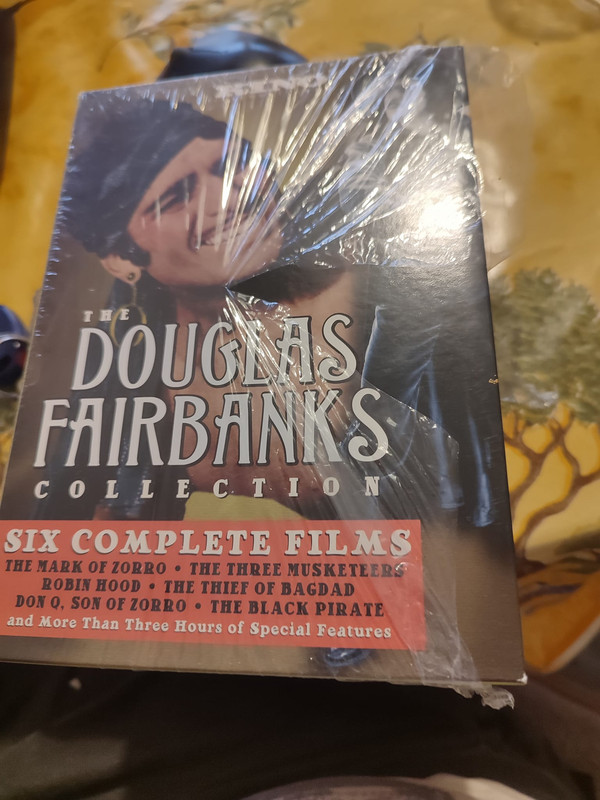 KINO
THE
DOUGLAS
FAIRBANKS
COLLECTION
SIX COMPLETE FILMS
THE MARK OF ZORRO • THE THREE MUSKETEERS
ROBIN HOOD • THE THIEF OF BAGDAD
DON Q, SON OF ZORRO • THE BLACK PIRATE
and More Than Three Hours of Special Features